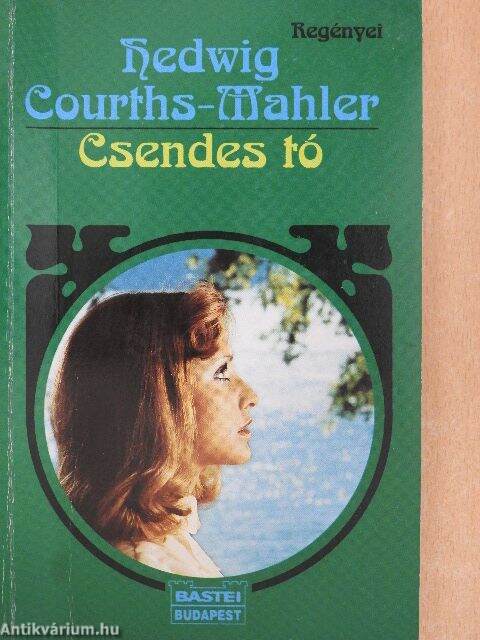 Regényei
Hedwig
Courths-Mahler
Csendes tó
BASTEI
BUDAPEST
Antikvárium.hu